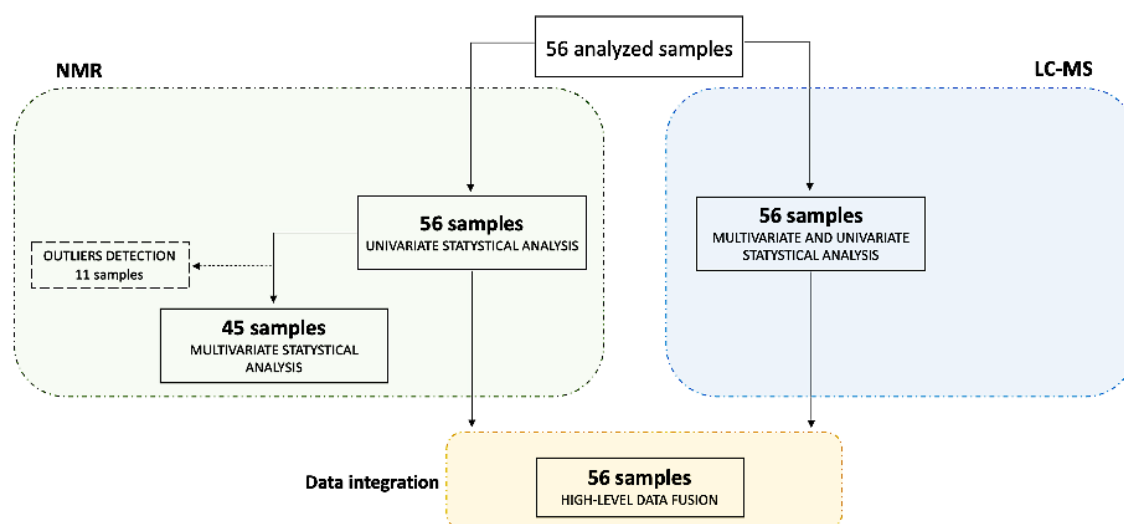 56 analyzed samples
NMR
LC-MS
56 samples
UNIVARIATE STATYSTICAL ANALYSIS
56 samples
MULTIVARIATE AND UNIVARIATE
STATYSTICAL ANALYSIS
OUTLIERS DETECTION
11 samples
45 samples
MULTIVARIATE STATYSTICAL
ANALYSIS
Data integration
56 samples
HIGH-LEVEL DATA FUSION